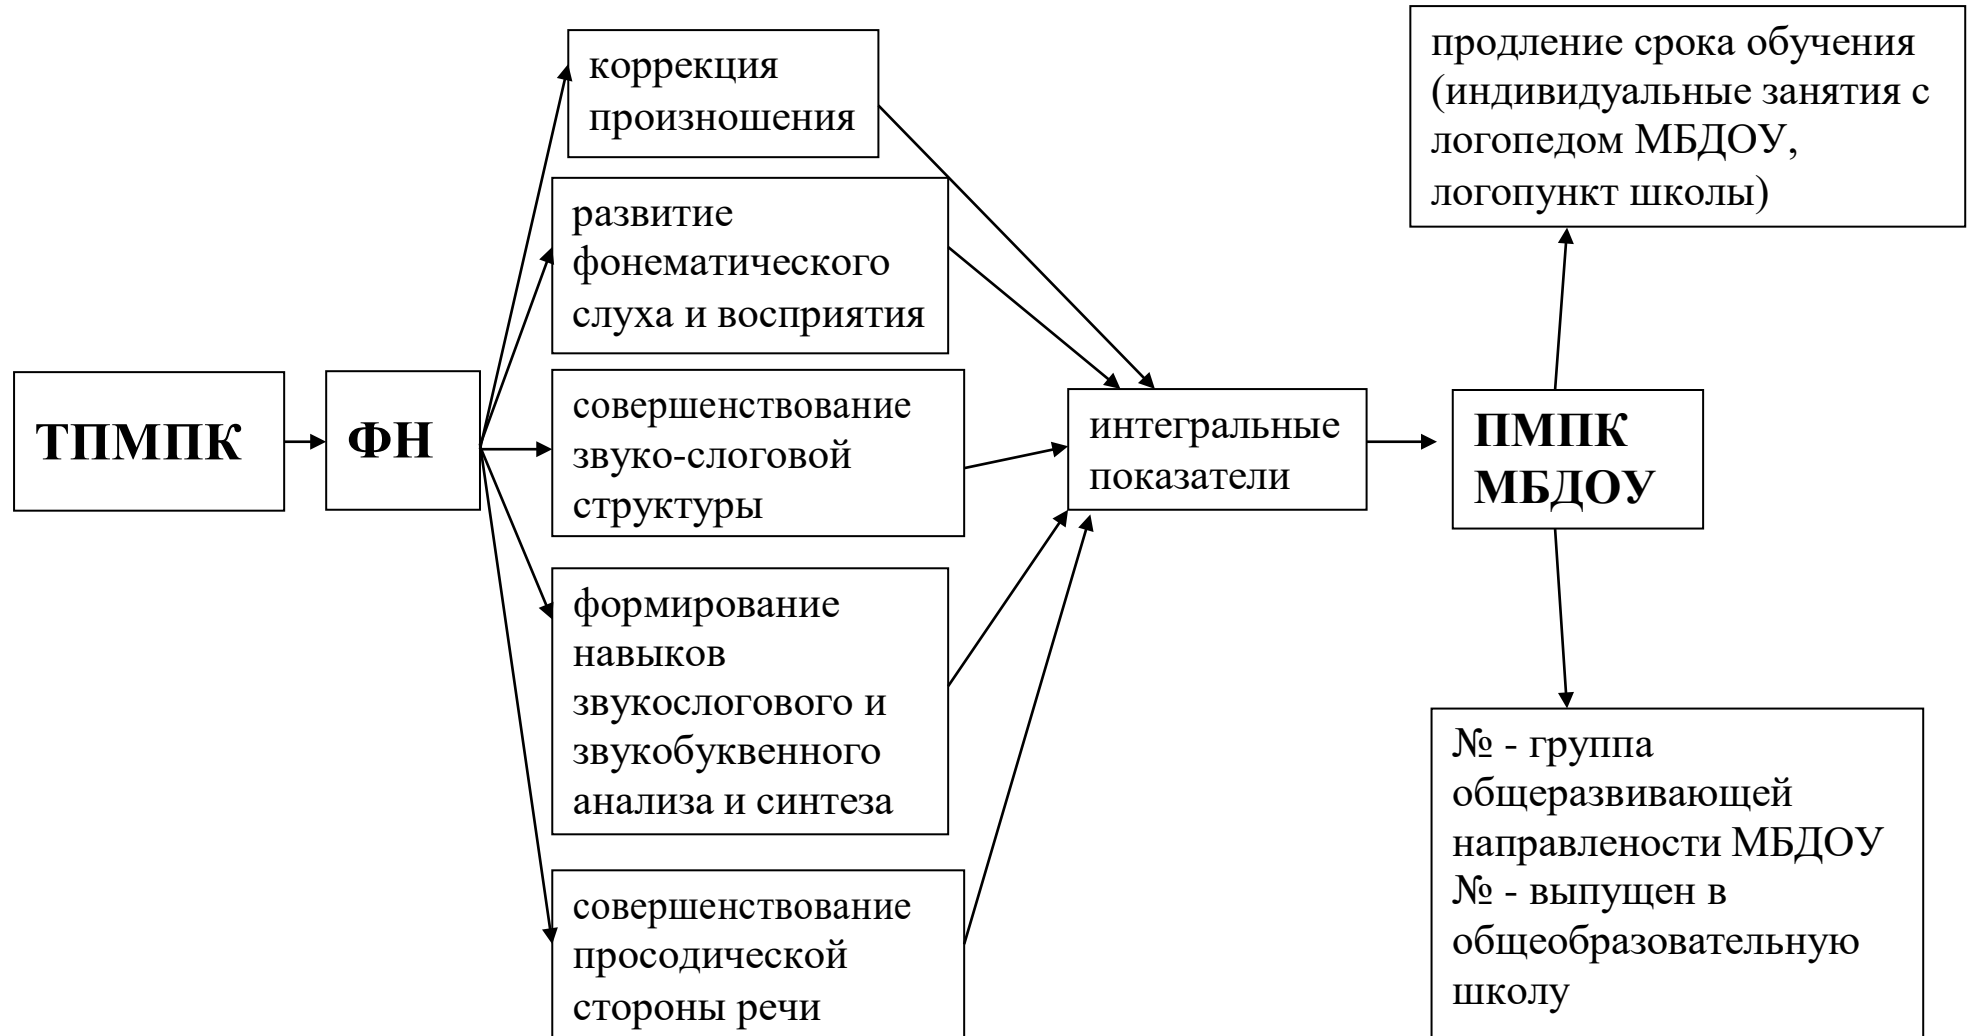 ТПМПК
ФН
коррекция
произношения
развитие
фонематического
слуха и восприятия
совершенствование
звуко-слоговой
структуры
формирование
навыков
звукослогового и
звукобуквенного
анализа и синтеза
совершенствование
просодической
стороны речи
интегральные
показатели
ПМПК
МБДОУ
продление срока обучения
(индивидуальные занятия с
логопедом МБДОУ,
логопункт школы)
№ - группа
общеразвивающей
направлености МБДОУ
№ - выпущен в
общеобразовательную
школу